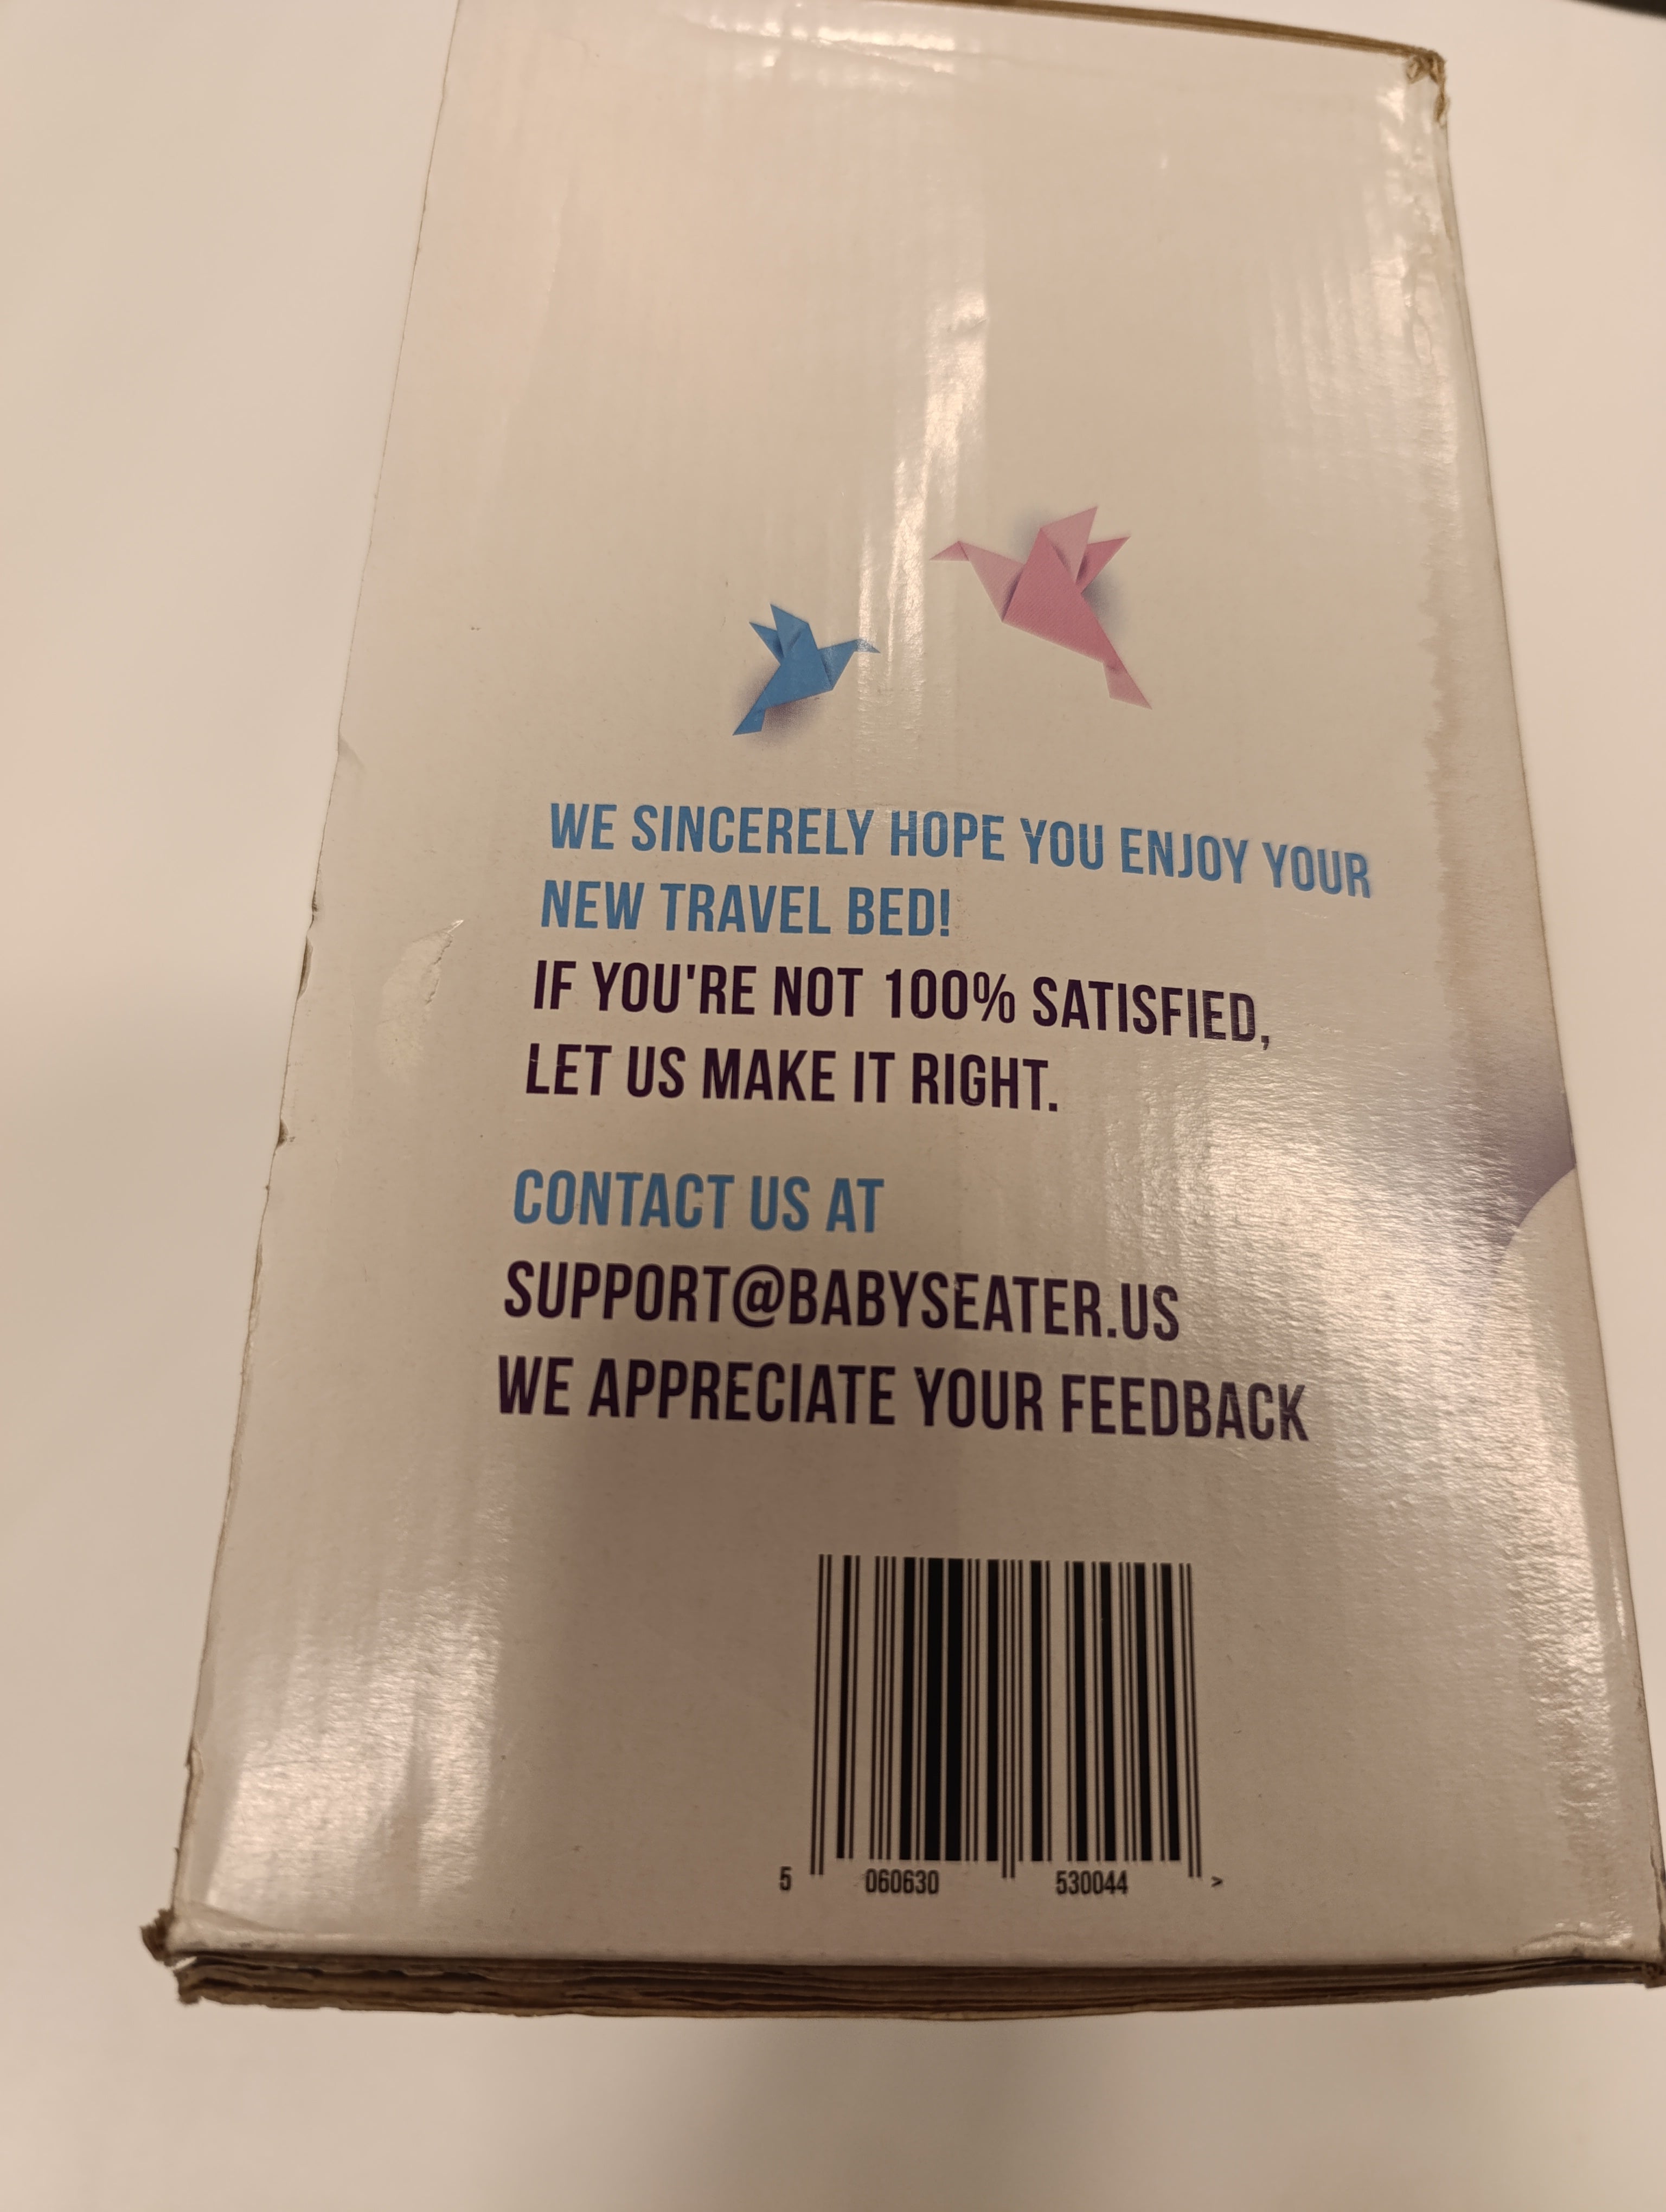 WE SINCERELY HOPE YOU ENJOY YOUR
NEW TRAVEL BED!
IF YOU'RE NOT 100% SATISFIED,
LET US MAKE IT RIGHT.
CONTACT US AT
SUPPORT@BABYSEATER.US
WE APPRECIATE YOUR FEEDBACK
5 060630 530044 >